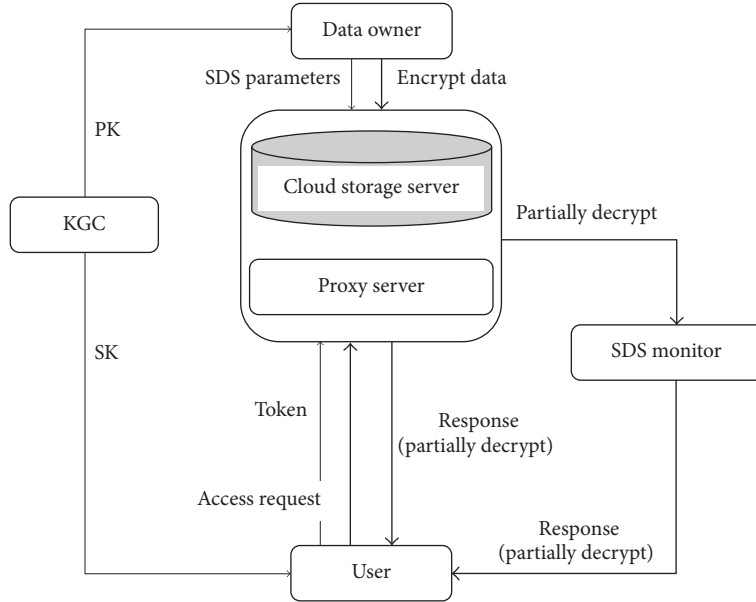 Data owner
SDS parameters
Encrypt data
PK
Cloud storage server
KGC
Partially decrypt
Proxy server
SK
SDS monitor
Token
Response
(partially decrypt)
Access request
Response
(partially decrypt)
User